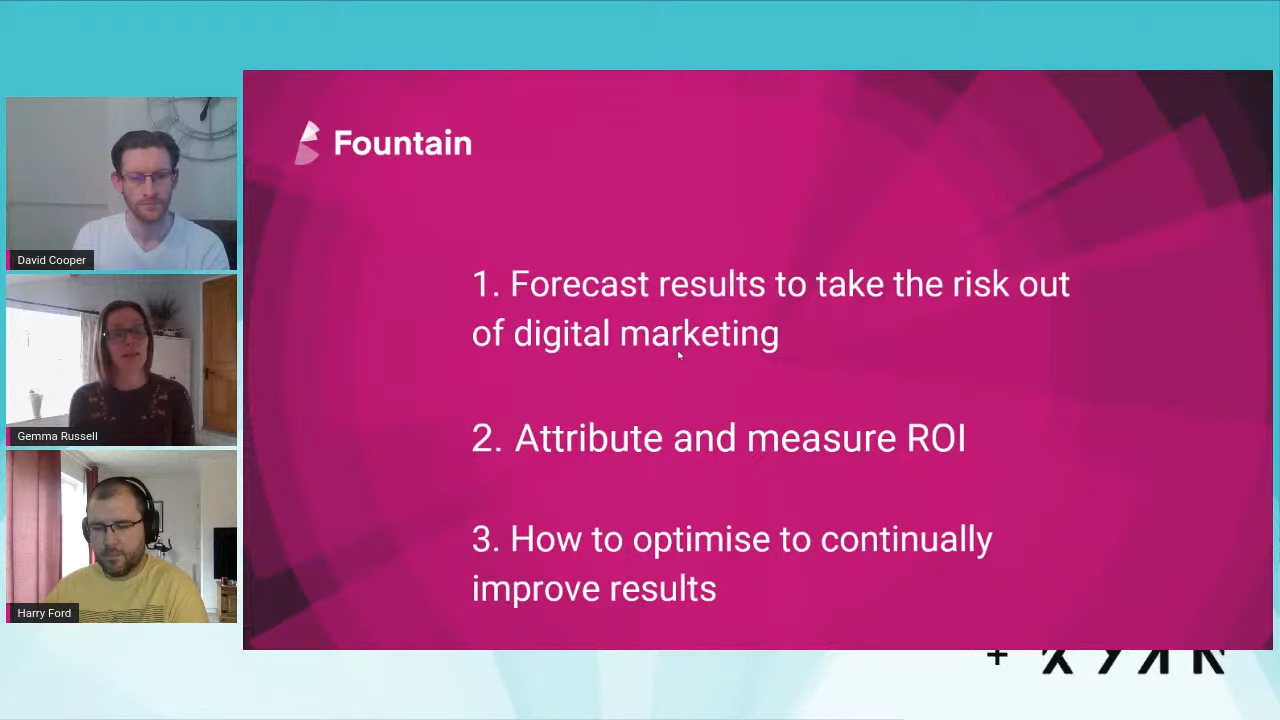 Fountain
1. Forecast results to take the risk out
of digital marketing
2. Attribute and measure ROI
3. How to optimise to continually
improve results
David Cooper
Gemma Russell
Harry Ford
+